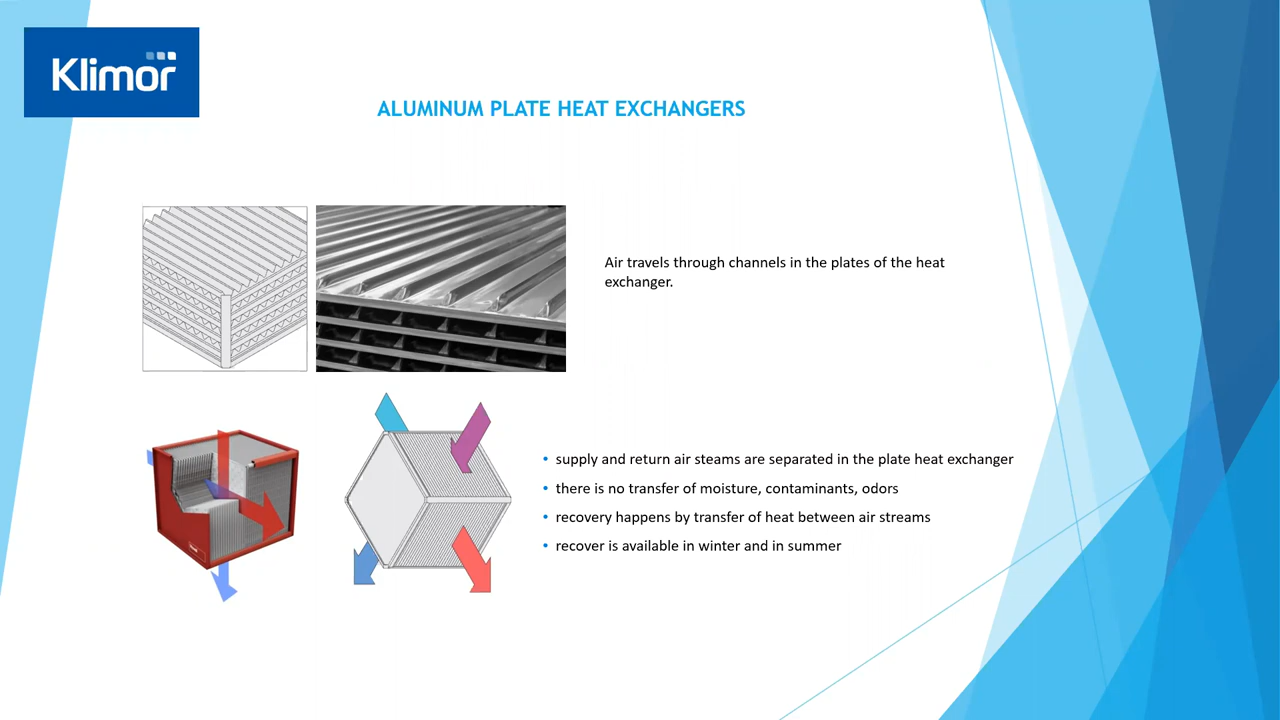 Klimor
ALUMINUM PLATE HEAT EXCHANGERS
Air travels through channels in the plates of the heat
exchanger.
• supply and return air steams are separated in the plate heat exchanger
• there is no transfer of moisture, contaminants, odors
• recovery happens by transfer of heat between air streams
• recover is available in winter and in summer